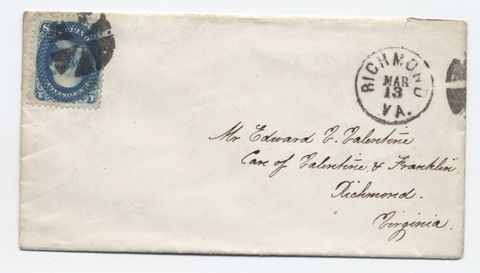 RICHMOND
MAR
13
VA.
Mr Edward V. Valentine
Care of Valentine & Franklin.
Richmond.
Virginia.